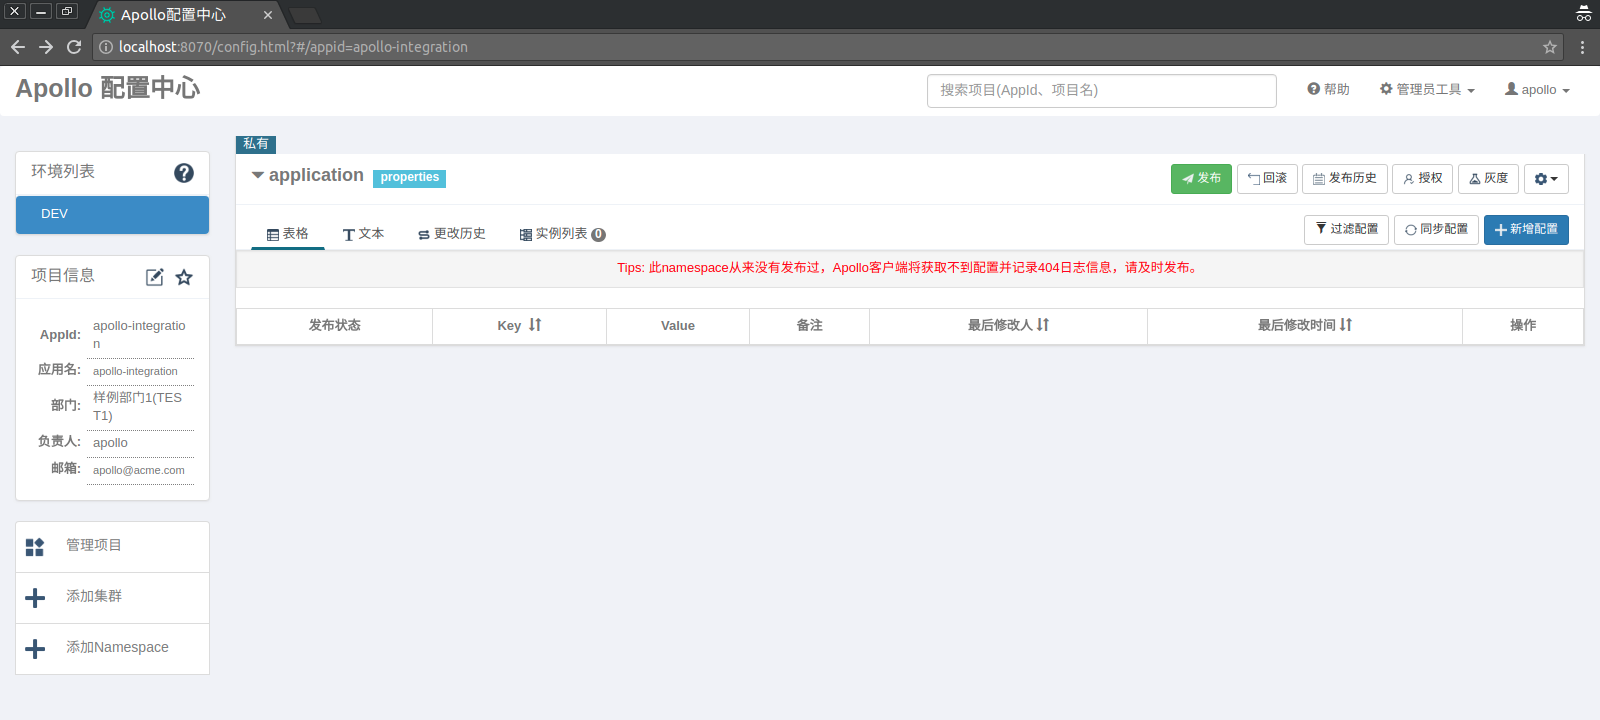 Apollo配置中心
localhost:8070/config.html?#/appid=apollo-integration
Apollo 配置中心
搜索项目(AppId、项目名)
帮助
管理员工具
apollo
环境列表
DEV
项目信息
AppId: apollo-integratio
n
应用名: apollo-integration
部门: 样例部门1(TES
T1)
负责人: apollo
邮箱: apollo@acme.com
管理项目
添加集群
添加Namespace
私有
application properties
发布 回滚 发布历史 授权 灰度
表格 文本 更改历史 实例列表 0
过滤配置 同步配置 新增配置
Tips: 此namespace从来没有发布过，Apollo客户端将获取不到配置并记录404日志信息，请及时发布。
发布状态 Key Value 备注 最后修改人 最后修改时间 操作